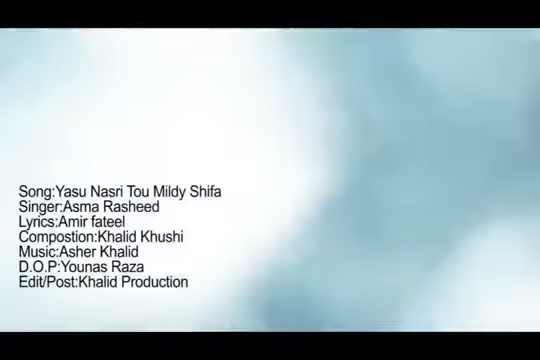 Song:Yasu Nasri Tou Mildy Shifa
Singer:Asma Rasheed
Lyrics:Amir fateel
Compostion:Khalid Khushi
Music:Asher Khalid
D.O.P:Younas Raza
Edit/Post:Khalid Production